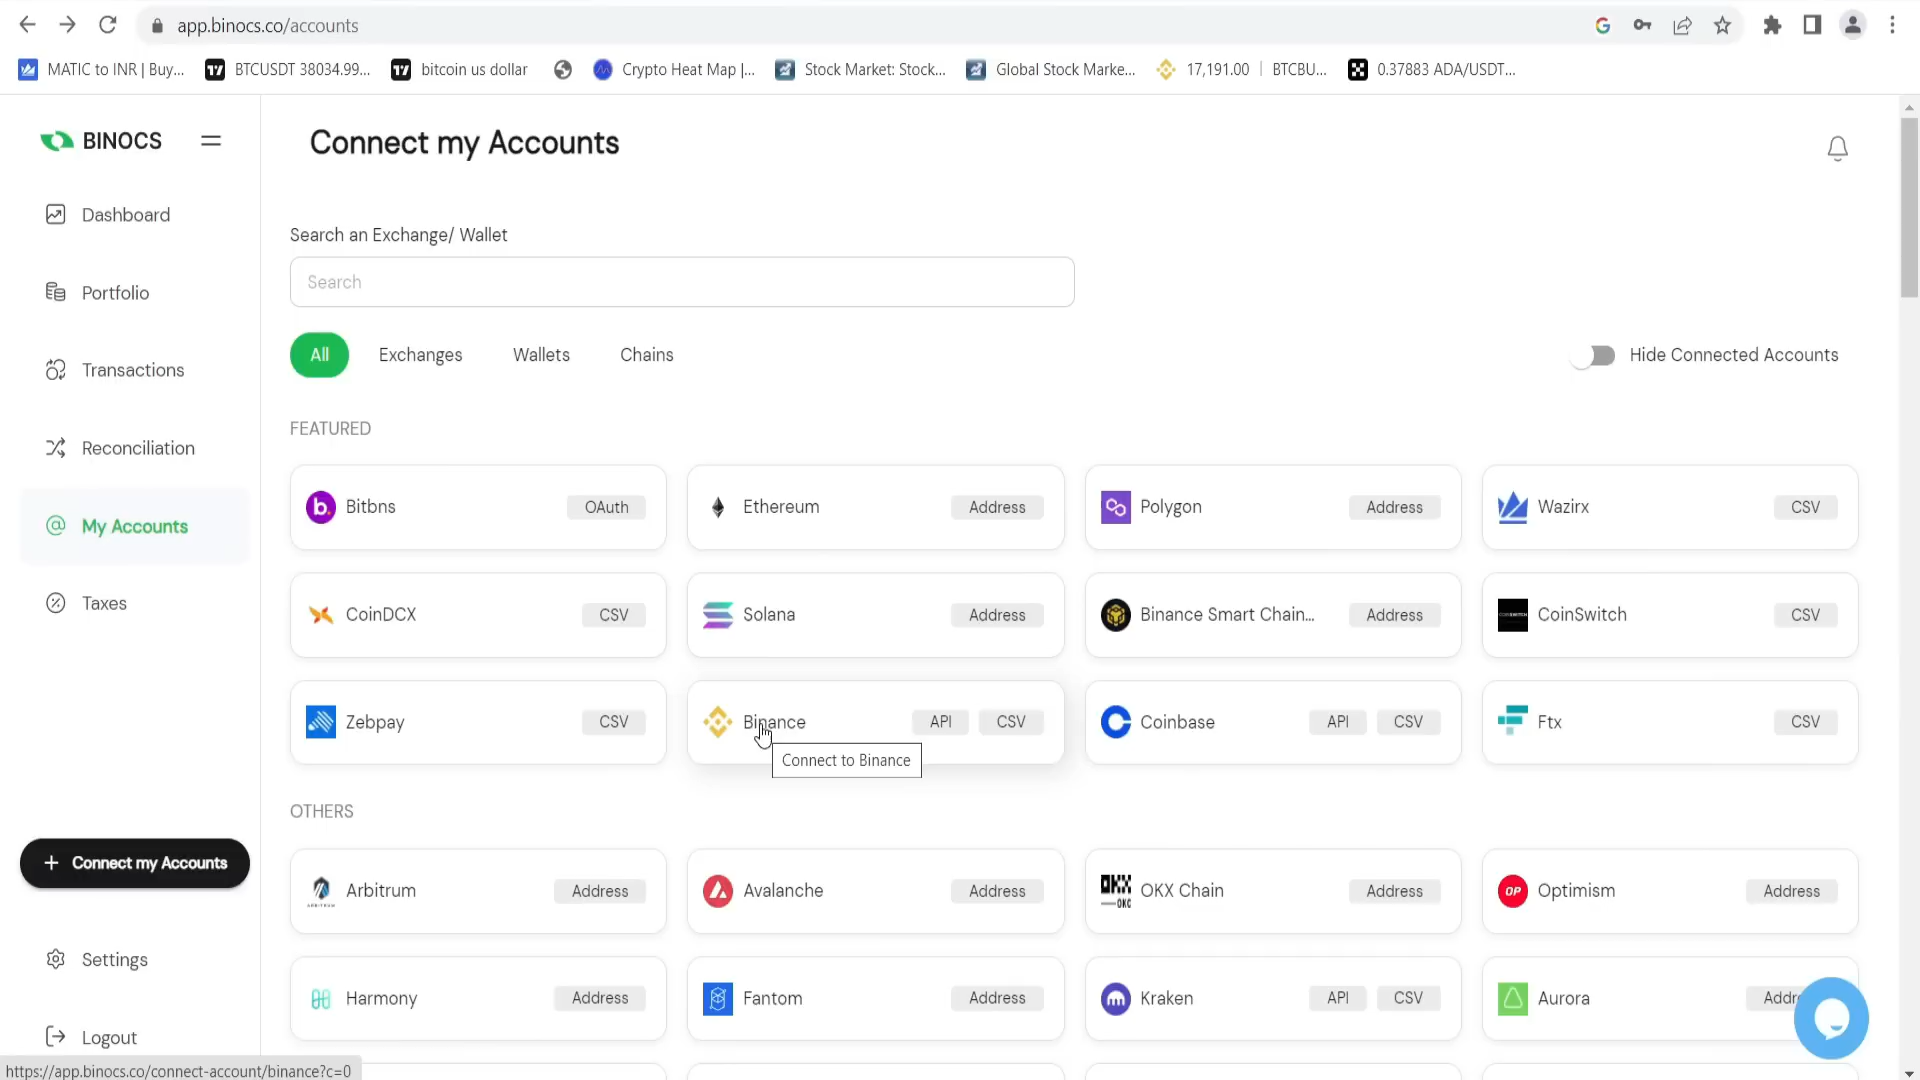 app.binocs.co/accounts
MATIC to INR | Buy...
BTCUSDT 38034.99...
bitcoin us dollar
Crypto Heat Map |...
Stock Market: Stock...
Global Stock Marke...
17,191.00 | BTCBU...
0.37883 ADA/USDT...
BINOCS
Dashboard
Portfolio
Transactions
Reconciliation
My Accounts
Taxes
+ Connect my Accounts
Settings
Logout
Connect my Accounts
Search an Exchange/ Wallet
Search
All
Exchanges
Wallets
Chains
Hide Connected Accounts
FEATURED
b. Bitbns OAuth
Ethereum Address
Polygon Address
Wazirx CSV
CoinDCX CSV
Solana Address
Binance Smart Chain... Address
CoinSwitch CSV
Zebpay CSV
Binance API CSV
Connect to Binance
Coinbase API CSV
Ftx CSV
OTHERS
Arbitrum Address
Avalanche Address
OKX OKC OKX Chain Address
OP Optimism Address
Harmony Address
Fantom Address
Kraken API CSV
Aurora Addr
https://app.binocs.co/connect-account/binance?c=0